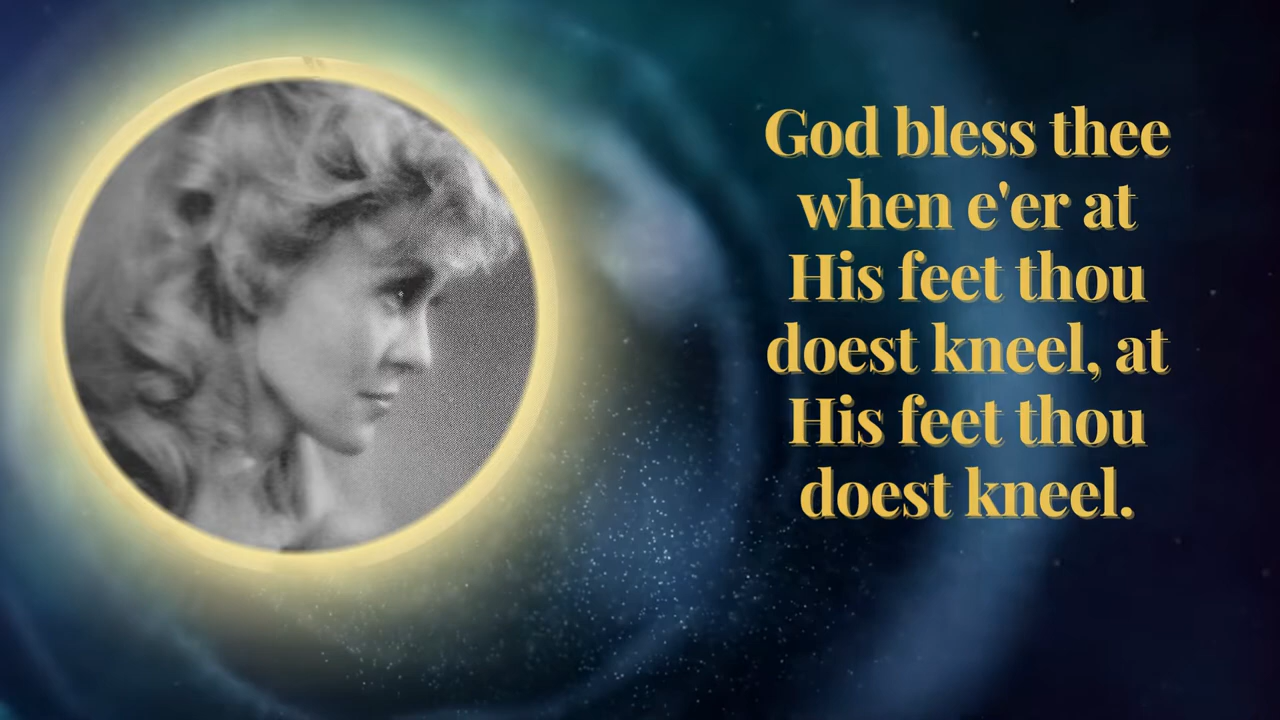 God bless thee
when e'er at
His feet thou
doest kneel, at
His feet thou
doest kneel.